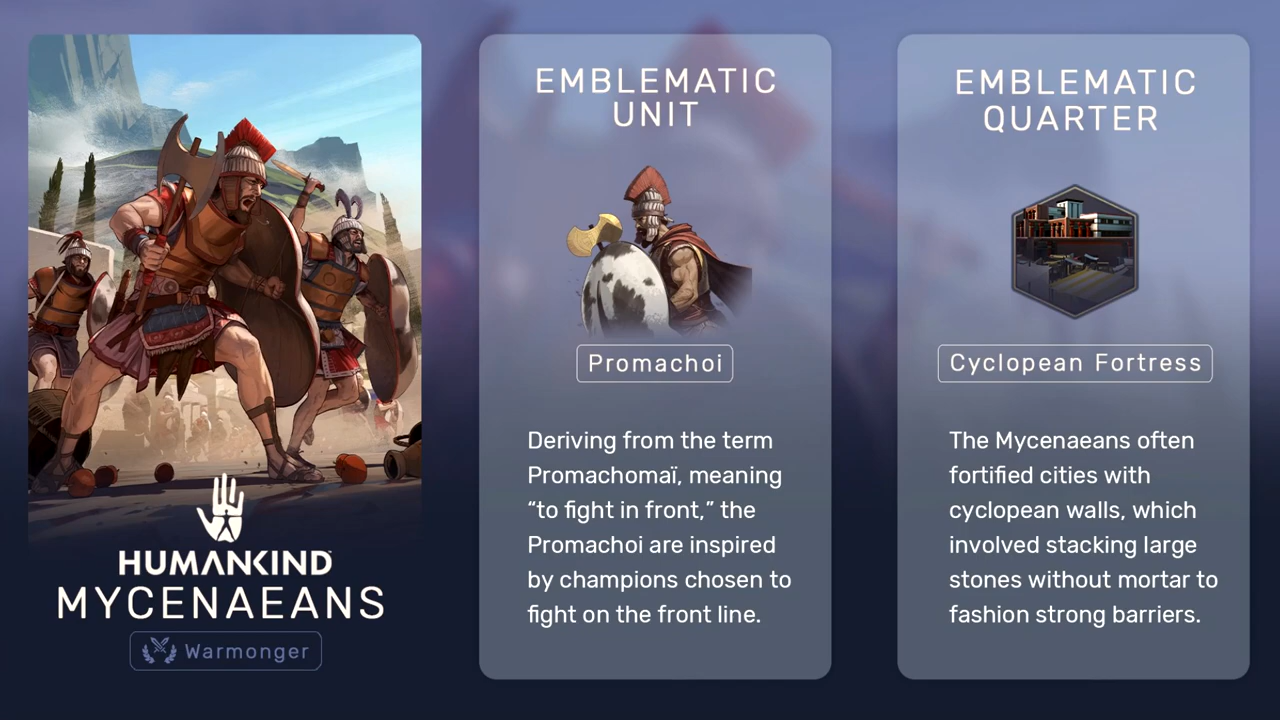 HUMANKIND
MYCENAEANS
Warmonger
EMBLEMATIC
UNIT
Promachoi
Deriving from the term
Promachomaï, meaning
“to fight in front,” the
Promachoi are inspired
by champions chosen to
fight on the front line.
EMBLEMATIC
QUARTER
Cyclopean Fortress
The Mycenaeans often
fortified cities with
cyclopean walls, which
involved stacking large
stones without mortar to
fashion strong barriers.